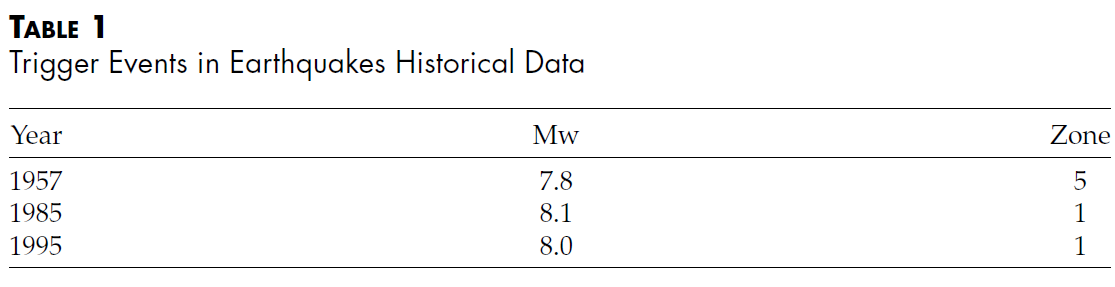 TABLE 1
Trigger Events in Earthquakes Historical Data
Year Mw Zone
1957 7.8 5
1985 8.1 1
1995 8.0 1